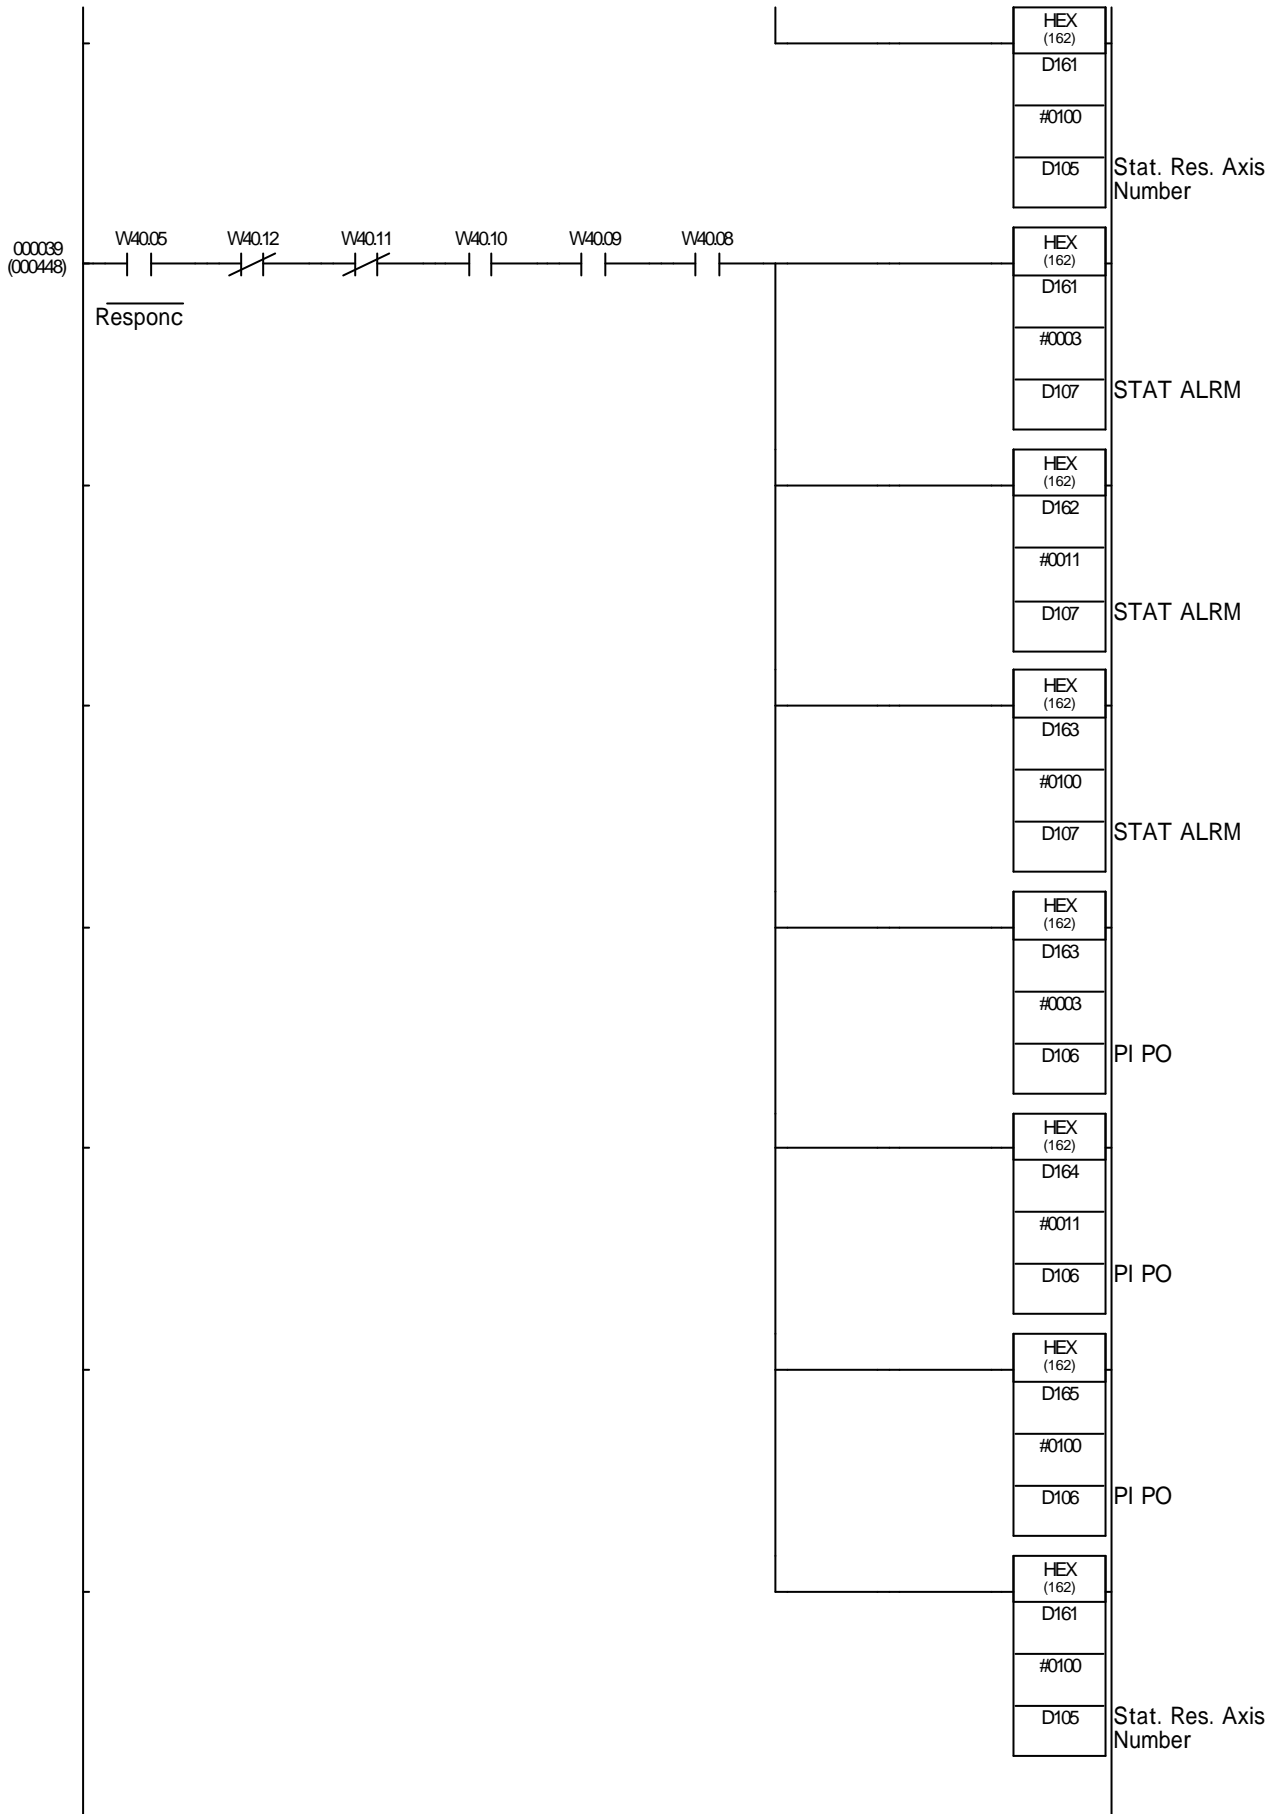 HEX
(162)
D161
#0100
D105
Stat. Res. Axis
Number
000039
(000448)
W40.05
W40.12
W40.11
W40.10
W40.09
W40.08
Responc
HEX
(162)
D161
#0003
D107
STAT ALRM
HEX
(162)
D162
#0011
D107
STAT ALRM
HEX
(162)
D163
#0100
D107
STAT ALRM
HEX
(162)
D163
#0003
D106
PI PO
HEX
(162)
D164
#0011
D106
PI PO
HEX
(162)
D165
#0100
D106
PI PO
HEX
(162)
D161
#0100
D105
Stat. Res. Axis
Number